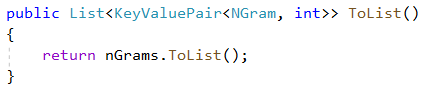 public List<KeyValuePair<NGram, int>> ToList()
{
    return nGrams.ToList();
}